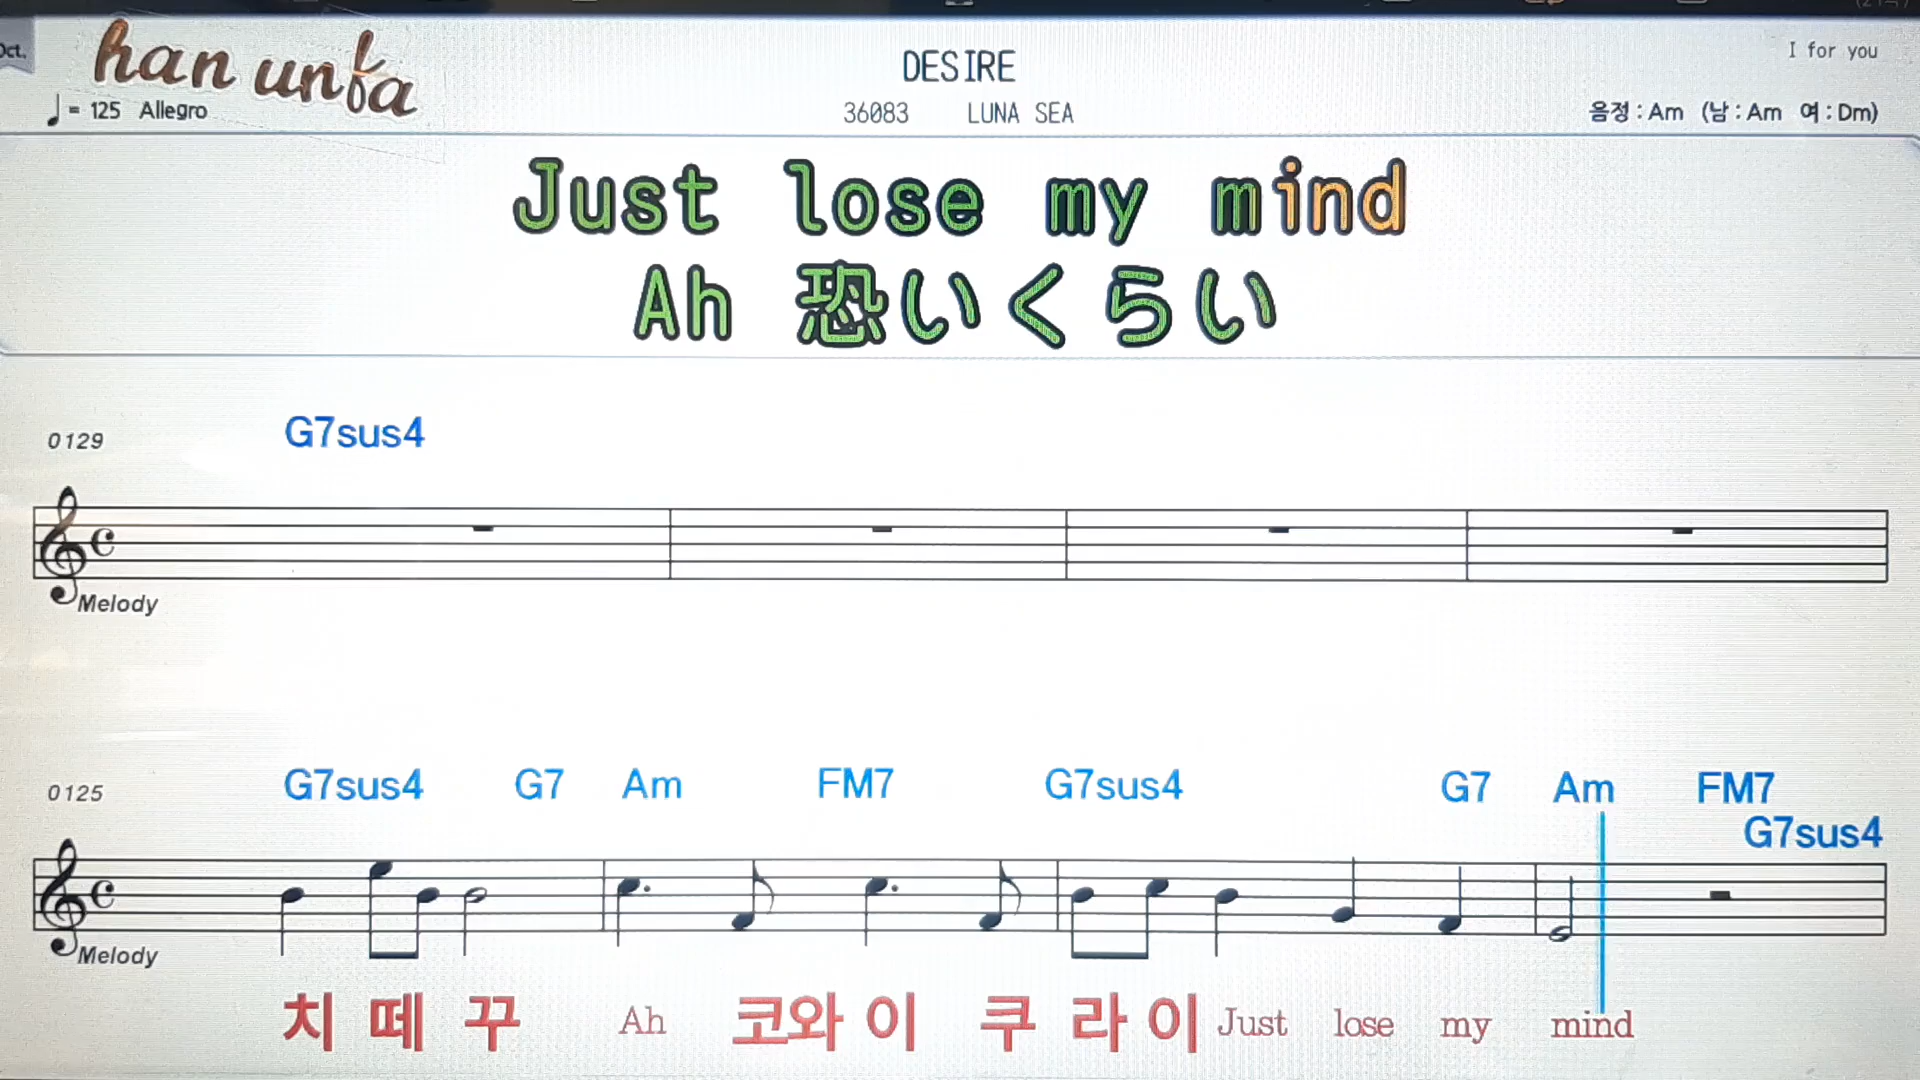 Oct.
han unfa
DESIRE
I for you
♩= 125 Allegro
36083 LUNA SEA
음정 : Am (남 : Am 여 : Dm)
Just lose my mind
Ah 恐いくらい
0129
G7sus4
Melody
0125
G7sus4 G7 Am FM7 G7sus4 G7 Am FM7
G7sus4
Melody
치 떼 꾸 Ah 코와 이 쿠 라 이 Just lose my mind